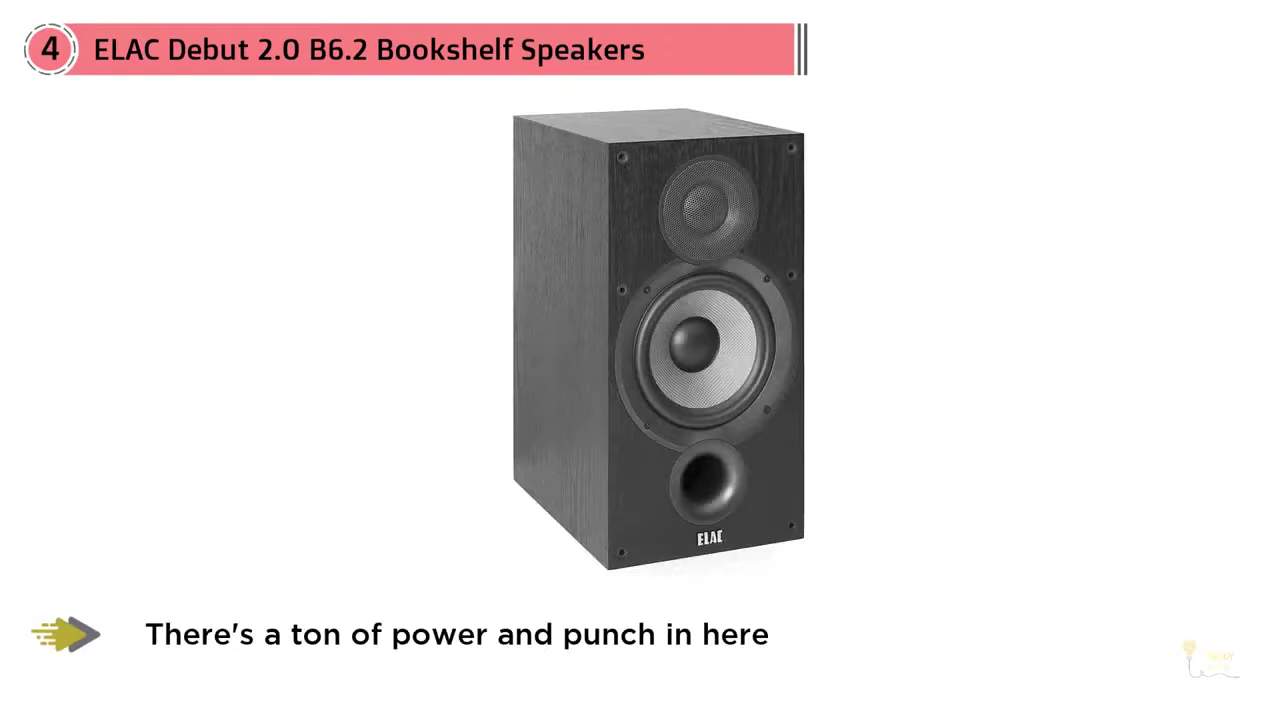 4
ELAC Debut 2.0 B6.2 Bookshelf Speakers
ELAC
There's a ton of power and punch in here